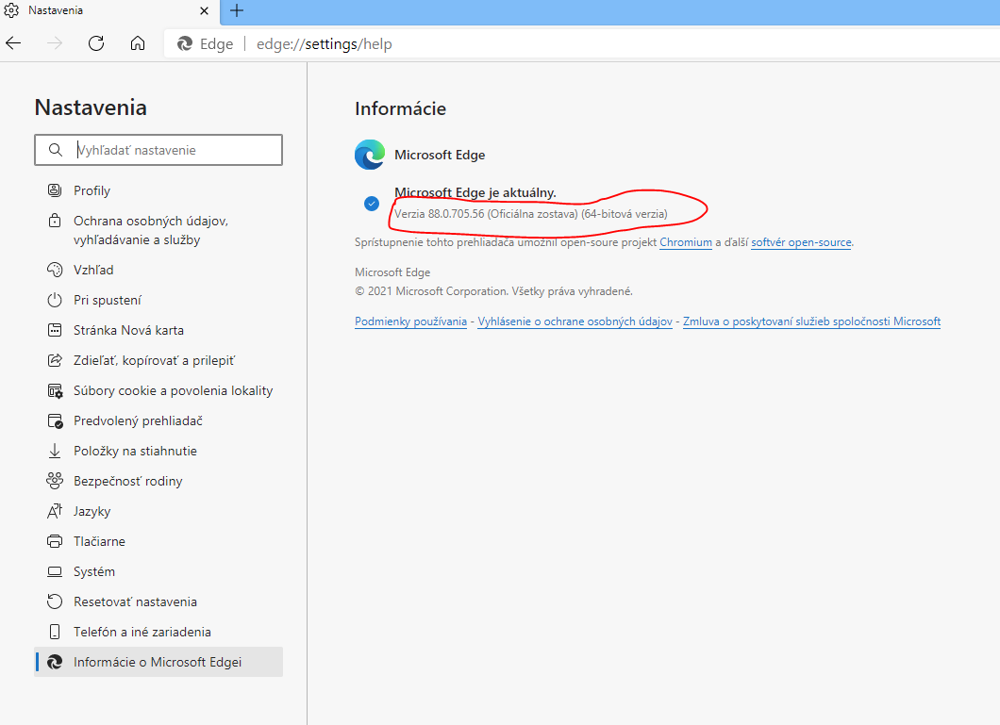 Nastavenia
Edge
edge://settings/help
Nastavenia
Vyhľadať nastavenie
Profily
Ochrana osobných údajov,
vyhľadávanie a služby
Vzhľad
Pri spustení
Stránka Nová karta
Zdieľať, kopírovať a prilepiť
Súbory cookie a povolenia lokality
Predvolený prehliadač
Položky na stiahnutie
Bezpečnosť rodiny
Jazyky
Tlačiarne
Systém
Resetovať nastavenia
Telefón a iné zariadenia
Informácie o Microsoft Edgei
Informácie
Microsoft Edge
Microsoft Edge je aktuálny.
Verzia 88.0.705.56 (Oficiálna zostava) (64-bitová verzia)
Sprístupnenie tohto prehliadača umožnil open-soure projekt Chromium a ďalší softvér open-source.
Microsoft Edge
© 2021 Microsoft Corporation. Všetky práva vyhradené.
Podmienky používania - Vyhlásenie o ochrane osobných údajov - Zmluva o poskytovaní služieb spoločnosti Microsoft